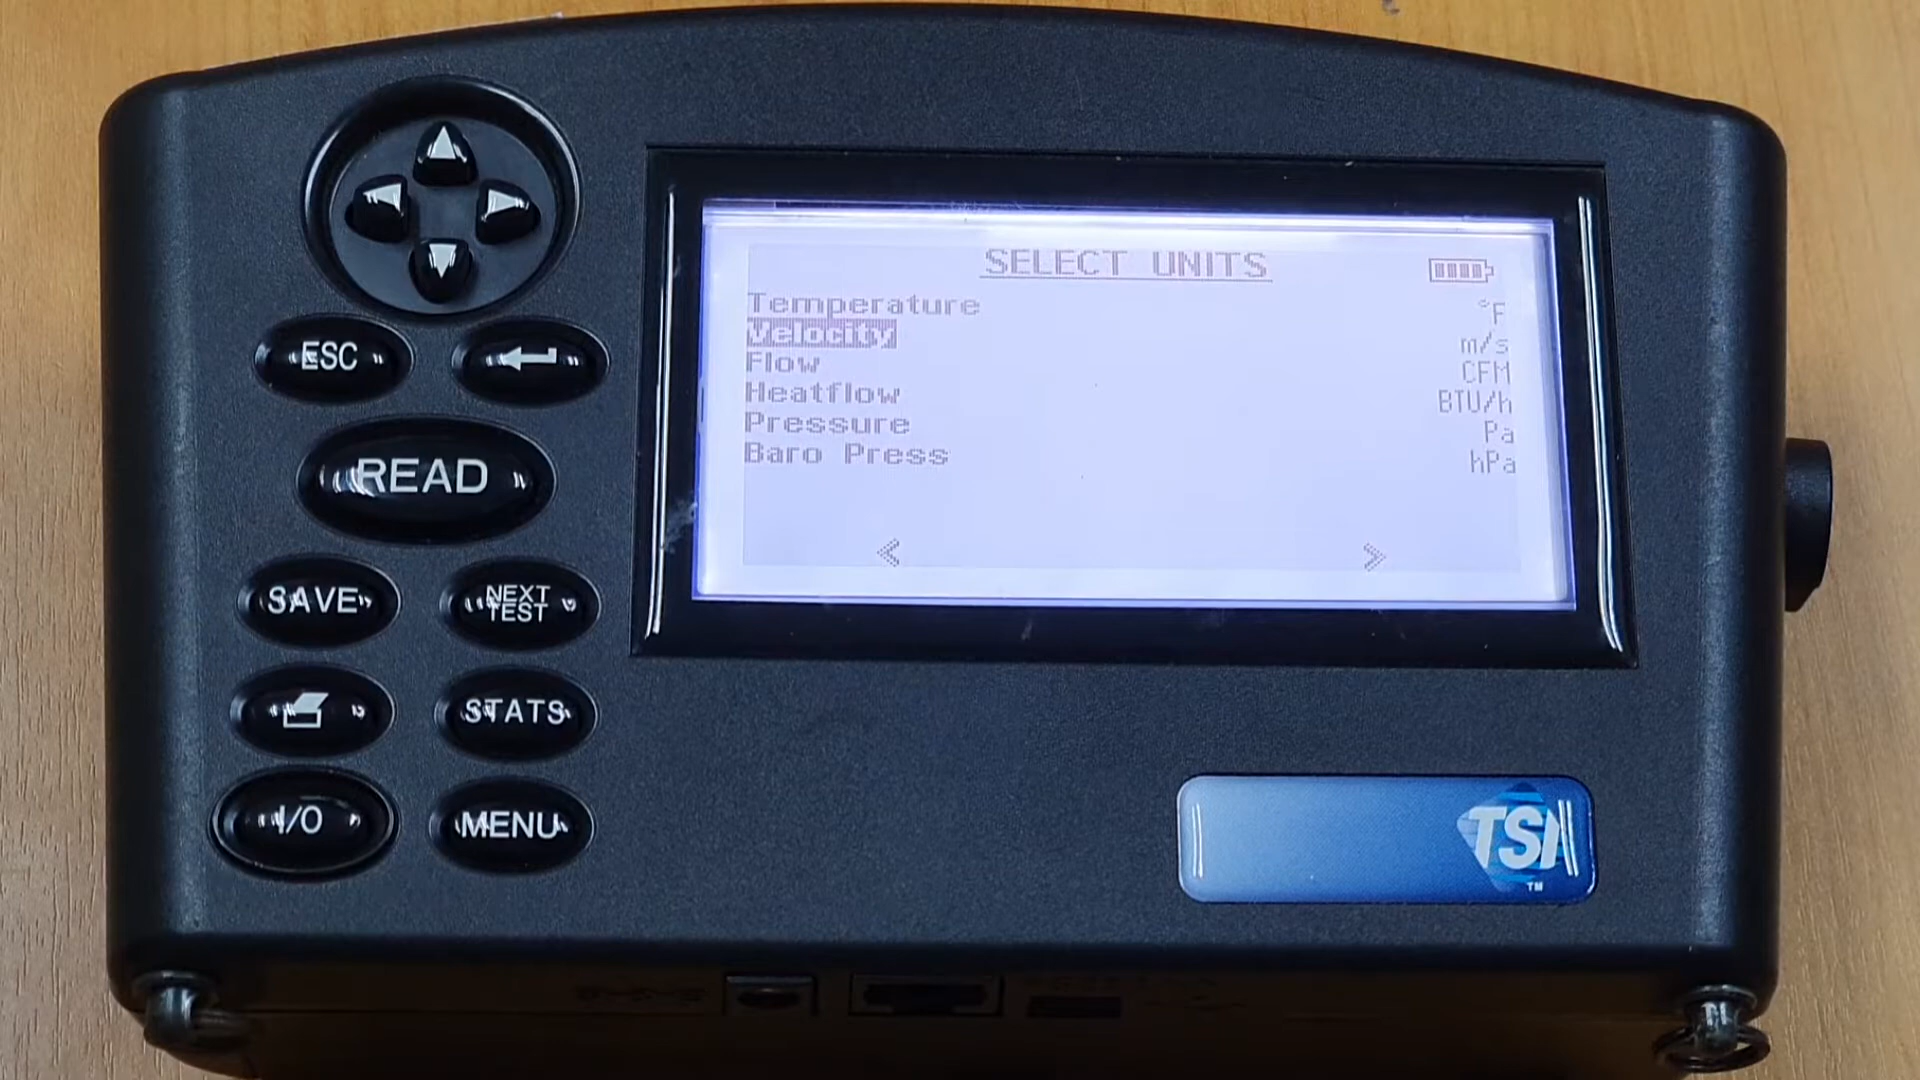 SELECT UNITS
Temperature °F
Velocity m/s
Flow CFM
Heatflow BTU/h
Pressure Pa
Baro Press hPa
< >
ESC
READ
SAVE
NEXT
TEST
STATS
I/O
MENU
TSI
TM